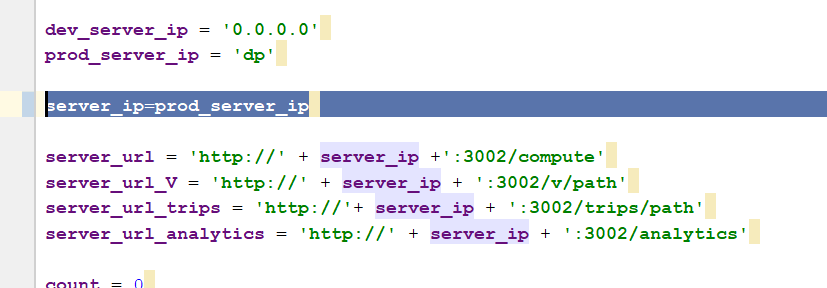 dev_server_ip = '0.0.0.0'
prod_server_ip = 'dp'
server_ip=prod_server_ip
server_url = 'http://' + server_ip +':3002/compute'
server_url_V = 'http://' + server_ip + ':3002/v/path'
server_url_trips = 'http://'+ server_ip + ':3002/trips/path'
server_url_analytics = 'http://' + server_ip + ':3002/analytics'
count = 0